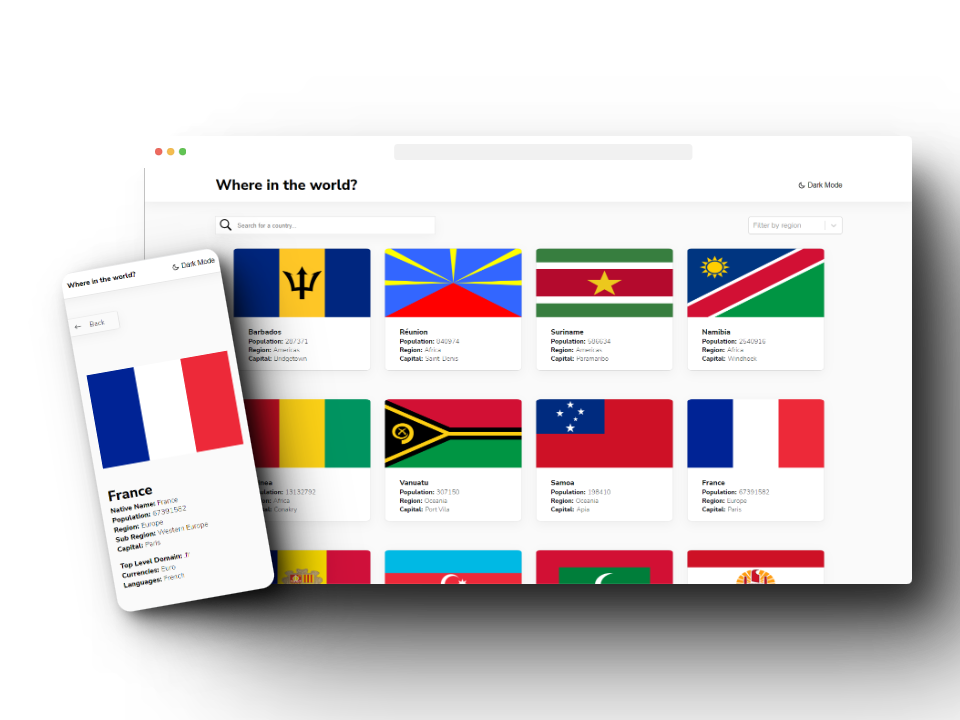 Where in the world?
Dark Mode
Search for a country...
Filter by region
Barbados
Population: 287371
Region: Americas
Capital: Bridgetown
Réunion
Population: 840974
Region: Africa
Capital: Saint-Denis
Suriname
Population: 586634
Region: Americas
Capital: Paramaribo
Namibia
Population: 2540916
Region: Africa
Capital: Windhoek
nea
Population: 13132792
Region: Africa
Capital: Conakry
Vanuatu
Population: 307150
Region: Oceania
Capital: Port Vila
Samoa
Population: 198410
Region: Oceania
Capital: Apia
France
Population: 67391582
Region: Europe
Capital: Paris
Where in the world?
Dark Mode
← Back
France
Native Name: France
Population: 67391582
Region: Europe
Sub Region: Western Europe
Capital: Paris
Top Level Domain:
Currencies: Euro
Languages: French